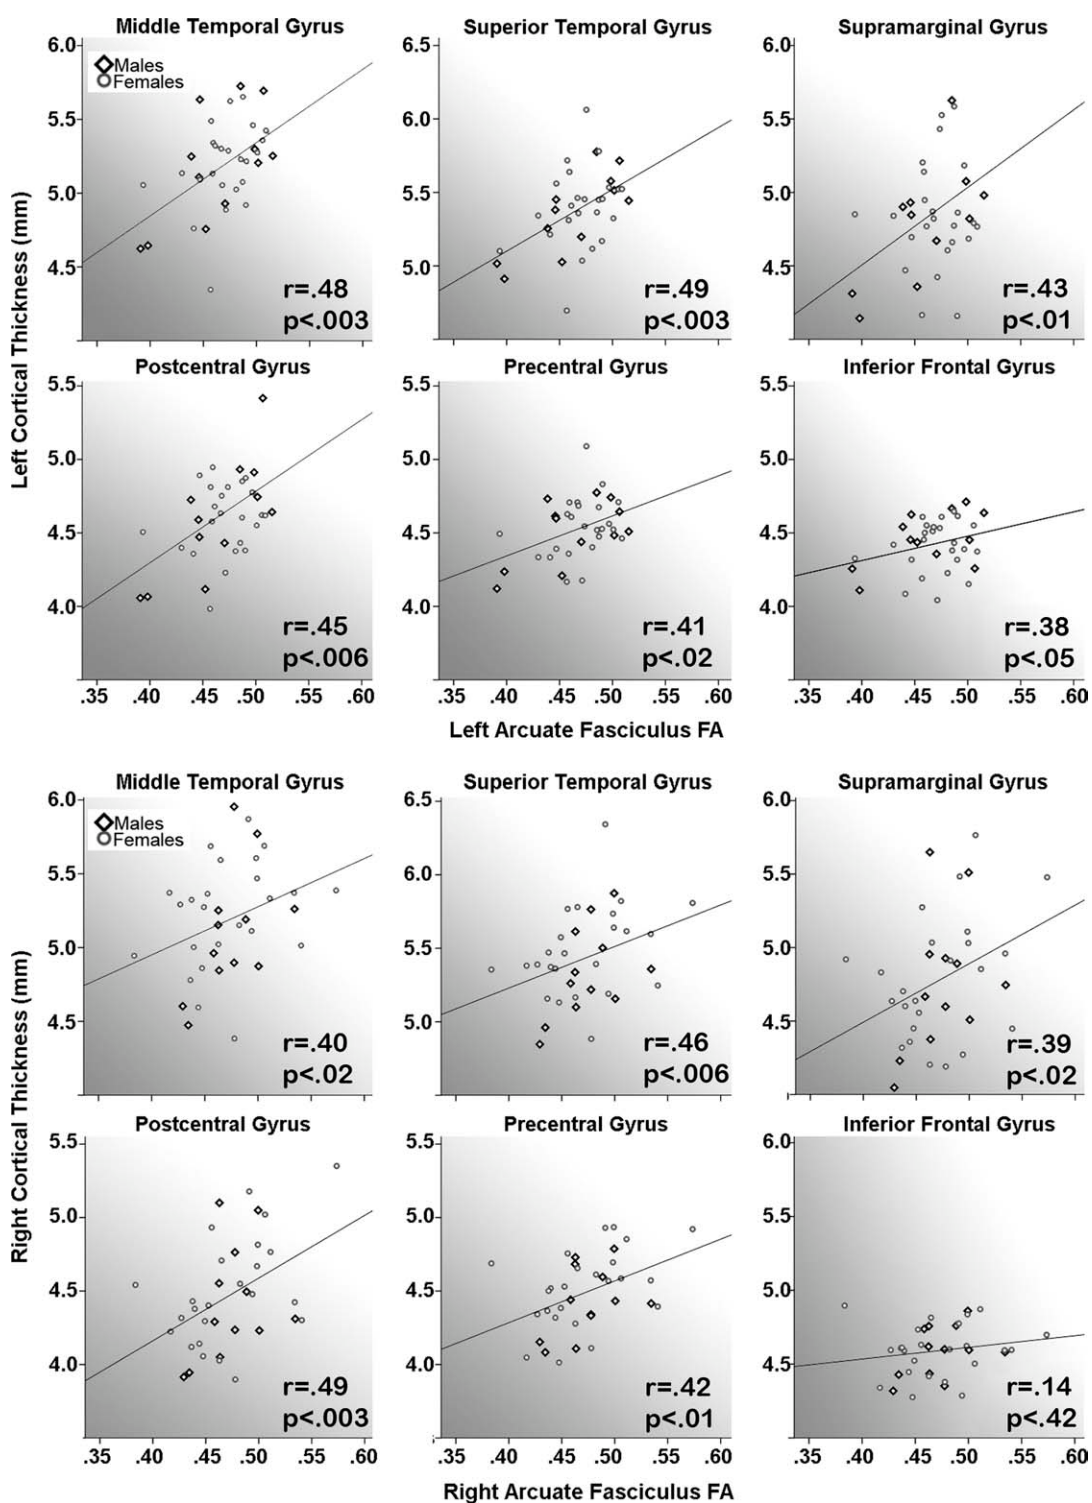 Middle Temporal Gyrus Superior Temporal Gyrus Supramarginal Gyrus
6.0 6.5 6.0
Males
Females
5.5 6.0 5.5
5.0 5.5 5.0
4.5 5.0 4.5
r=.48 r=.49 r=.43
p<.003 p<.003 p<.01
Left Cortical Thickness (mm)
Postcentral Gyrus Precentral Gyrus Inferior Frontal Gyrus
5.5 5.5 5.5
5.0 5.0 5.0
4.5 4.5 4.5
4.0 4.0 4.0
r=.45 r=.41 r=.38
p<.006 p<.02 p<.05
.35 .40 .45 .50 .55 .60 .35 .40 .45 .50 .55 .60 .35 .40 .45 .50 .55 .60
Left Arcuate Fasciculus FA
Middle Temporal Gyrus Superior Temporal Gyrus Supramarginal Gyrus
6.0 6.5 6.0
Males
Females
5.5 6.0 5.5
5.0 5.5 5.0
4.5 5.0 4.5
r=.40 r=.46 r=.39
p<.02 p<.006 p<.02
Right Cortical Thickness (mm)
Postcentral Gyrus Precentral Gyrus Inferior Frontal Gyrus
5.5 5.5 6.0
5.0 5.0 5.5
4.5 4.5 5.0
4.0 4.0 4.5
r=.49 r=.42 r=.14
p<.003 p<.01 p<.42
.35 .40 .45 .50 .55 .60 .35 .40 .45 .50 .55 .60 .35 .40 .45 .50 .55 .60
Right Arcuate Fasciculus FA